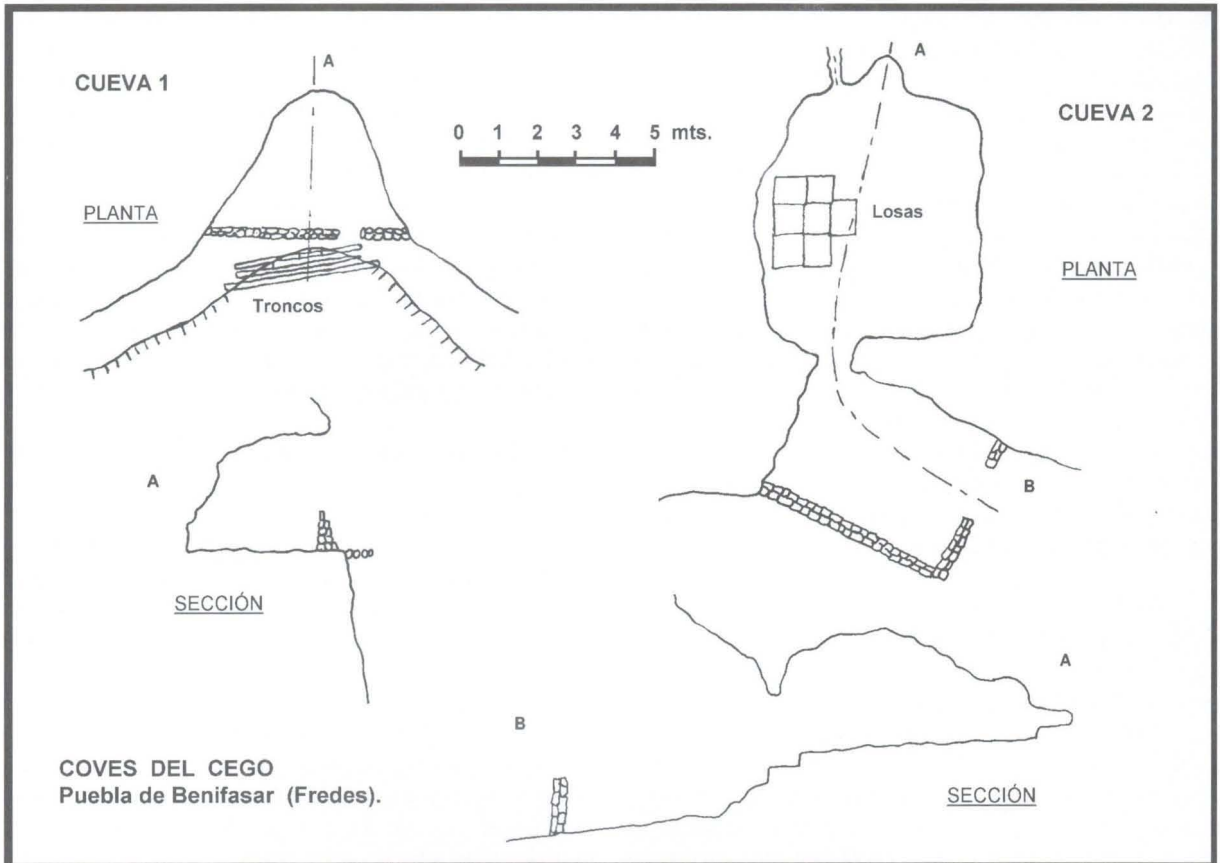 CUEVA 1
A
PLANTA
Troncos
0 1 2 3 4 5 mts.
A
CUEVA 2
Losas
PLANTA
B
A
SECCIÓN
A
B
SECCIÓN
COVES DEL CEGO
Puebla de Benifasar (Fredes).